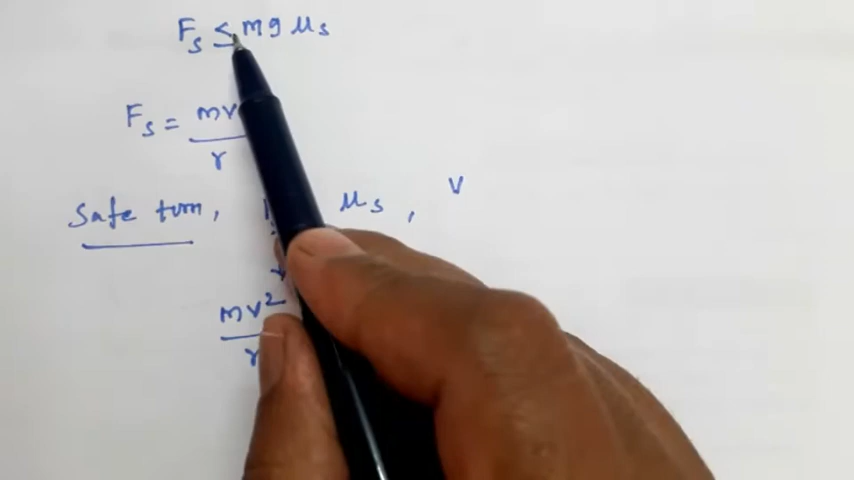 Fs ≤ mg μs
Fs = mv
r
Safe turn, μs, v
mv²
r